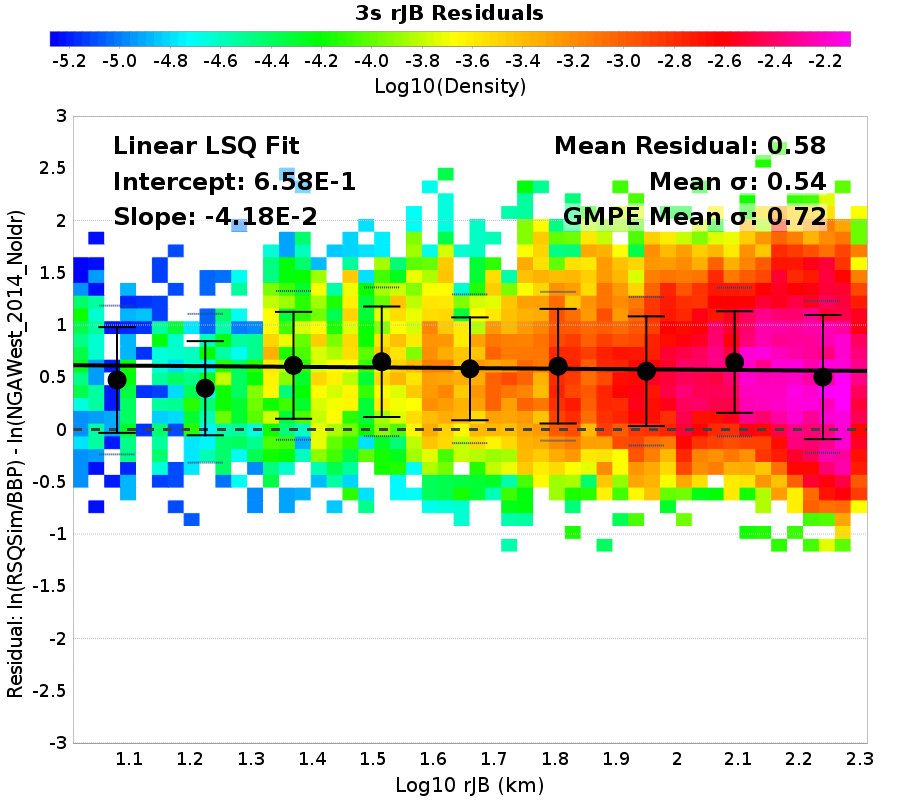 3s rJB Residuals
-5.2 -5.0 -4.8 -4.6 -4.4 -4.2 -4.0 -3.8 -3.6 -3.4 -3.2 -3.0 -2.8 -2.6 -2.4 -2.2
Log10(Density)
Linear LSQ Fit
Intercept: 6.58E-1
Slope: -4.18E-2
Mean Residual: 0.58
Mean σ: 0.54
GMPE Mean σ: 0.72
Residual: ln(RSQSim/BBP) - ln(NGAWest_2014_NoIdr)
3
2.5
2
1.5
1
0.5
0
-0.5
-1
-1.5
-2
-2.5
-3
1.1 1.2 1.3 1.4 1.5 1.6 1.7 1.8 1.9 2 2.1 2.2 2.3
Log10 rJB (km)